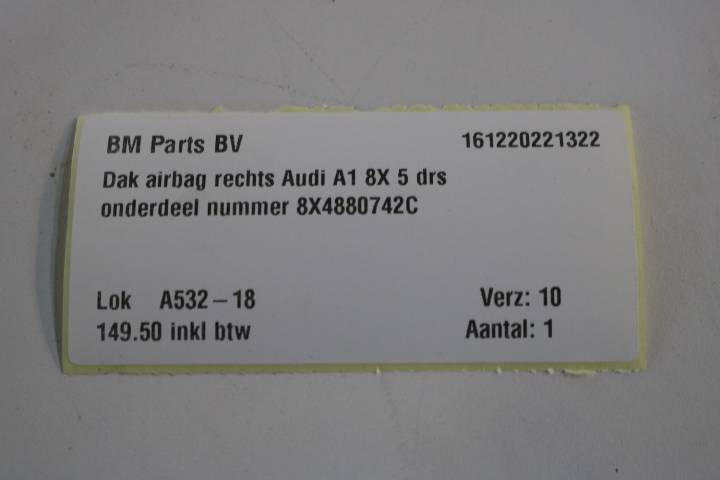 BM Parts BV 161220221322
Dak airbag rechts Audi A1 8X 5 drs
onderdeel nummer 8X4880742C
Lok A532-18 Verz: 10
149.50 inkl btw Aantal: 1